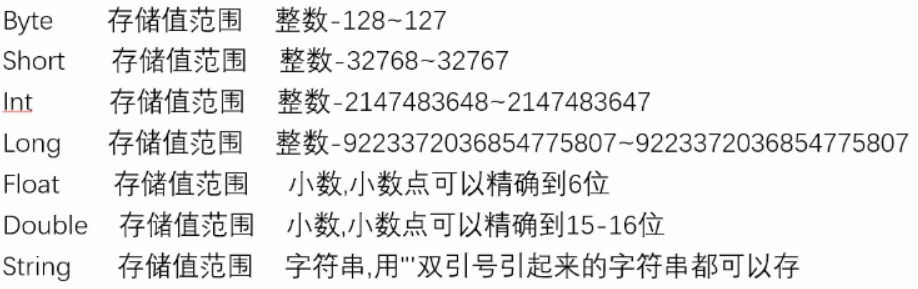 Byte 存储值范围 整数-128~127
Short 存储值范围 整数-32768~32767
Int 存储值范围 整数-2147483648~2147483647
Long 存储值范围 整数-9223372036854775807~9223372036854775807
Float 存储值范围 小数,小数点可以精确到6位
Double 存储值范围 小数,小数点可以精确到15-16位
String 存储值范围 字符串,用"'双引号引起来的字符串都可以存